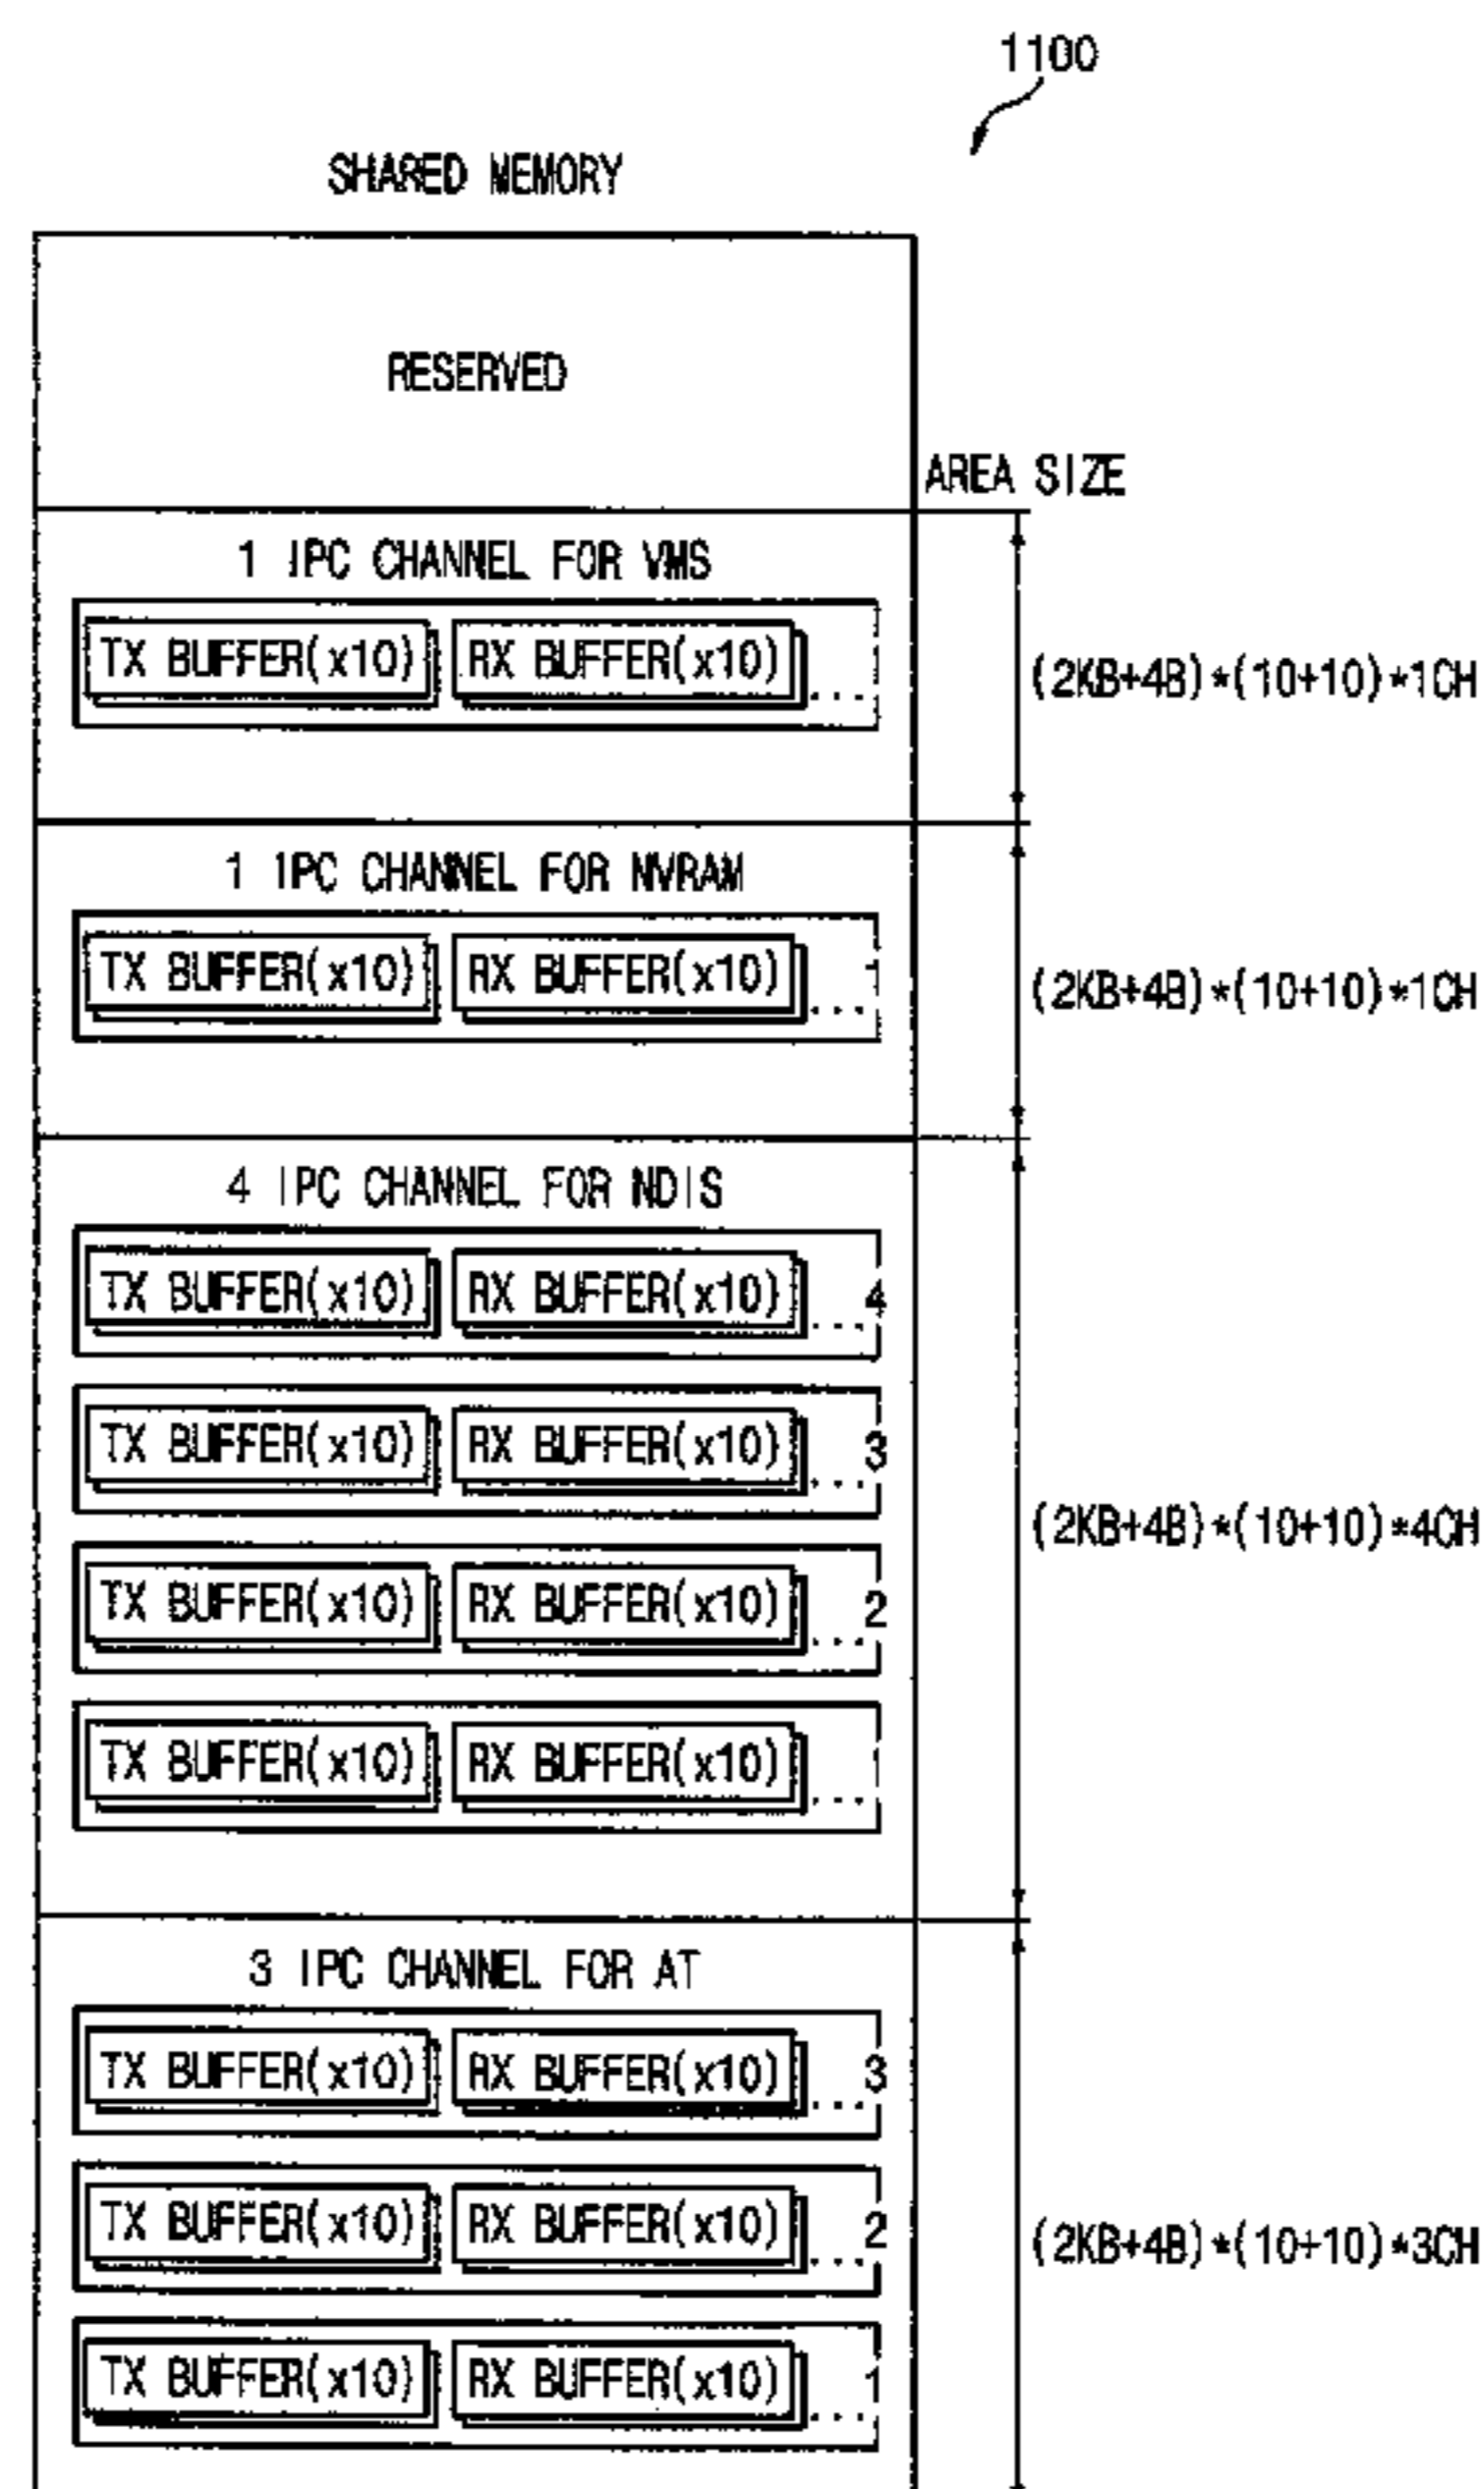 1100
SHARED MEMORY
RESERVED
AREA SIZE
1 IPC CHANNEL FOR VMS
TX BUFFER(x10) RX BUFFER(x10) ... 1
(2KB+4B)*(10+10)*1CH
1 IPC CHANNEL FOR NVRAM
TX BUFFER(x10) RX BUFFER(x10) ... 1
(2KB+4B)*(10+10)*1CH
4 IPC CHANNEL FOR NDIS
TX BUFFER(x10) RX BUFFER(x10) ... 4
TX BUFFER(x10) RX BUFFER(x10) ... 3
(2KB+4B)*(10+10)*4CH
TX BUFFER(x10) RX BUFFER(x10) ... 2
TX BUFFER(x10) RX BUFFER(x10) ... 1
3 IPC CHANNEL FOR AT
TX BUFFER(x10) RX BUFFER(x10) ... 3
TX BUFFER(x10) RX BUFFER(x10) ... 2
(2KB+4B)*(10+10)*3CH
TX BUFFER(x10) RX BUFFER(x10) ... 1